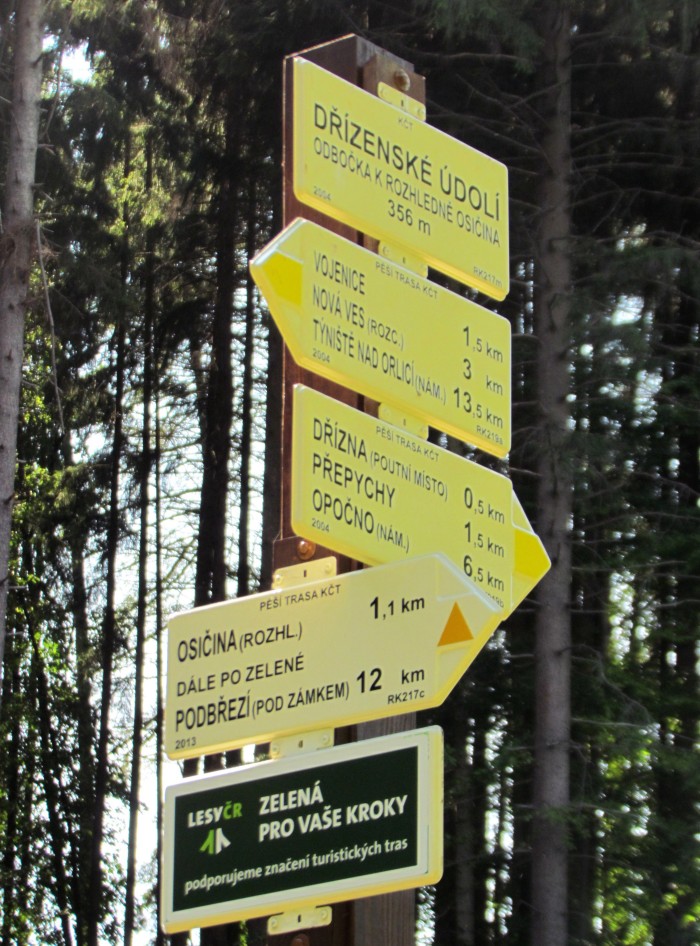 KČT
DŘÍZENSKÉ ÚDOLÍ
ODBOČKA K ROZHLEDNĚ OSIČINA
356 m
2004 RK217m
PĚŠÍ TRASA KČT
VOJENICE 1,5 km
NOVÁ VES (ROZC.) 3 km
TÝNIŠTĚ NAD ORLICÍ (NÁM.) 13,5 km
2004 RK219a
PĚŠÍ TRASA KČT
DŘÍZNA (POUTNÍ MÍSTO) 0,5 km
PŘEPYCHY 1,5 km
OPOČNO (NÁM.) 6,5 km
2004
PĚŠÍ TRASA KČT
OSIČINA (ROZHL.) 1,1 km
DÁLE PO ZELENÉ
PODBŘEZÍ (POD ZÁMKEM) 12 km
2013 RK217c
LESY ČR
ZELENÁ
PRO VAŠE KROKY
podporujeme značení turistických tras